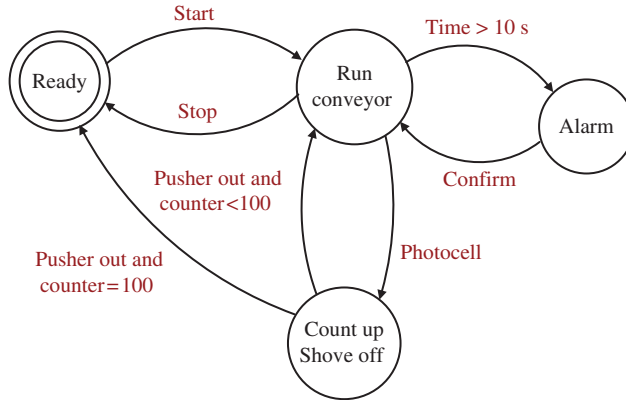 Start
Time > 10 s
Ready
Run
conveyor
Stop
Alarm
Confirm
Pusher out and
counter<100
Photocell
Pusher out and
counter=100
Count up
Shove off